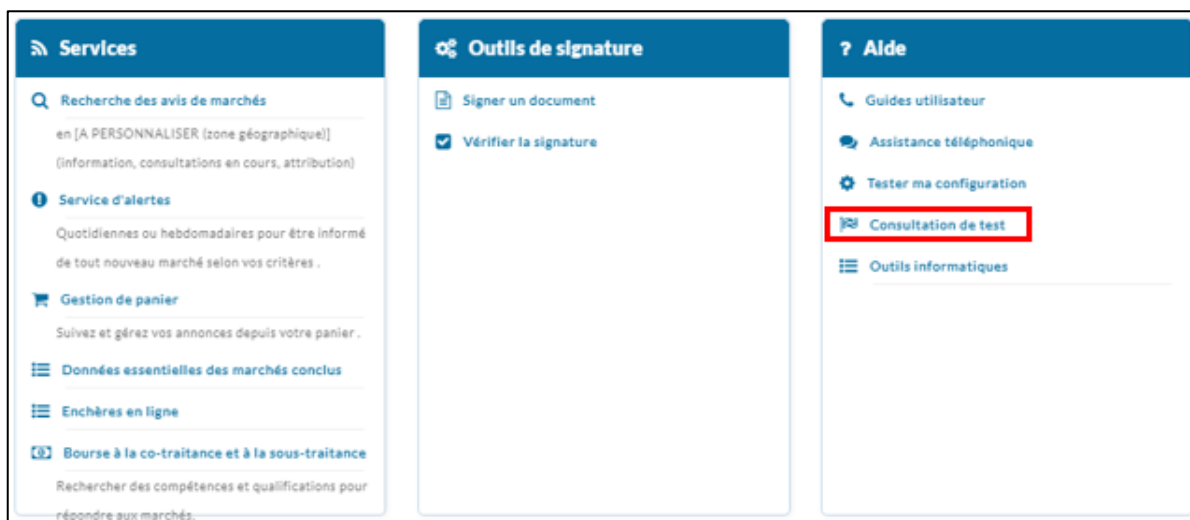 Services
Recherche des avis de marchés
en [A PERSONNALISER (zone géographique)]
(information, consultations en cours, attribution)
Service d'alertes
Quotidiennes ou hebdomadaires pour être informé
de tout nouveau marché selon vos critères .
Gestion de panier
Suivez et gérez vos annonces depuis votre panier .
Données essentielles des marchés conclus
Enchères en ligne
Bourse à la co-traitance et à la sous-traitance
Rechercher des compétences et qualifications pour
répondre aux marchés.
Outils de signature
Signer un document
Vérifier la signature
? Aide
Guides utilisateur
Assistance téléphonique
Tester ma configuration
Consultation de test
Outils informatiques